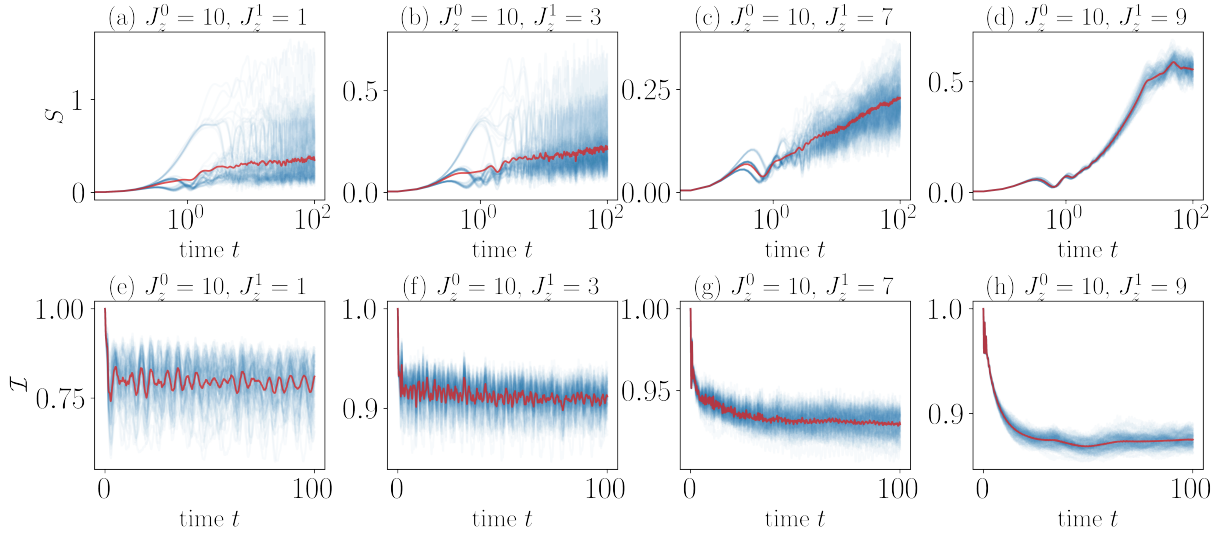 (a) $J_z^0 = 10, J_z^1 = 1$
(b) $J_z^0 = 10, J_z^1 = 3$
(c) $J_z^0 = 10, J_z^1 = 7$
(d) $J_z^0 = 10, J_z^1 = 9$
S
1
0
10^0
10^2
time t
0.5
0.0
10^0
10^2
time t
0.25
0.00
10^0
10^2
time t
0.5
0.0
10^0
10^2
time t
(e) $J_z^0 = 10, J_z^1 = 1$
(f) $J_z^0 = 10, J_z^1 = 3$
(g) $J_z^0 = 10, J_z^1 = 7$
(h) $J_z^0 = 10, J_z^1 = 9$
$\mathcal{I}$
1.00
0.75
0
100
time t
1.0
0.9
0
100
time t
1.00
0.95
0
100
time t
1.0
0.9
0
100
time t